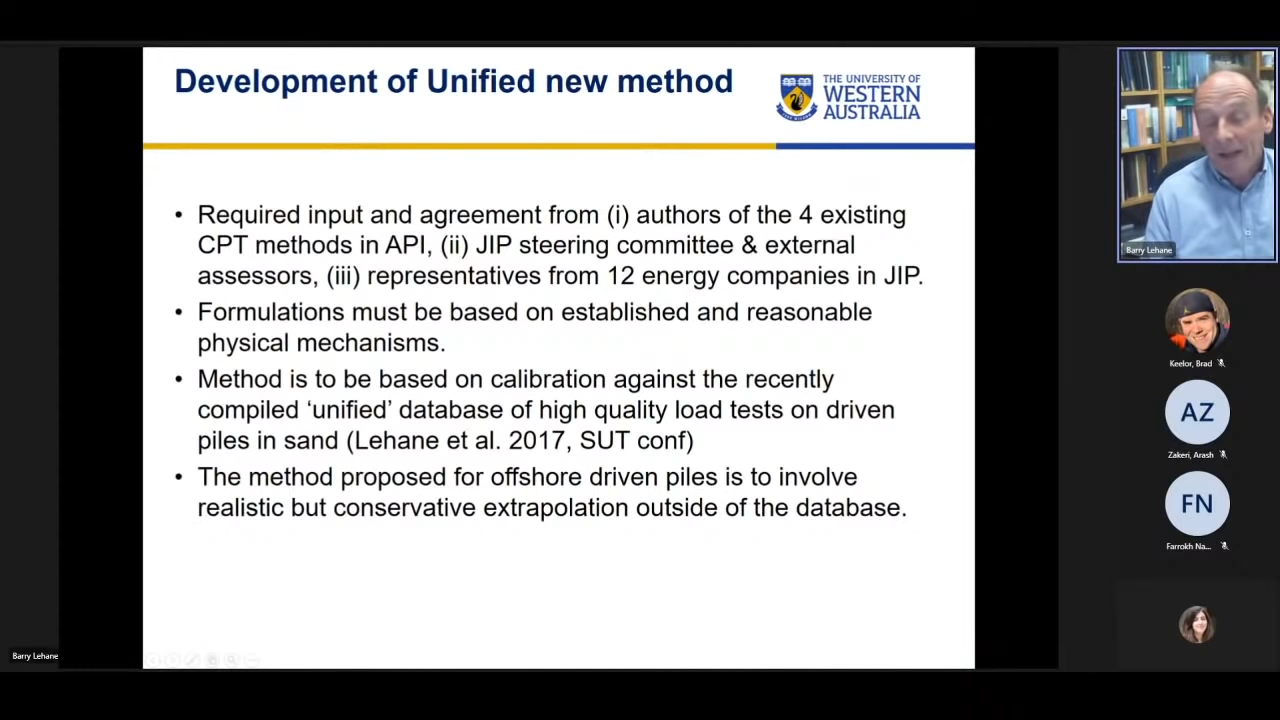 Development of Unified new method
THE UNIVERSITY OF
WESTERN
AUSTRALIA
• Required input and agreement from (i) authors of the 4 existing
CPT methods in API, (ii) JIP steering committee & external
assessors, (iii) representatives from 12 energy companies in JIP.
• Formulations must be based on established and reasonable
physical mechanisms.
• Method is to be based on calibration against the recently
compiled ‘unified’ database of high quality load tests on driven
piles in sand (Lehane et al. 2017, SUT conf)
• The method proposed for offshore driven piles is to involve
realistic but conservative extrapolation outside of the database.
Barry Lehane
Keelor, Brad
AZ
Zakeri, Arash
FN
Farrokh Na...
Barry Lehane